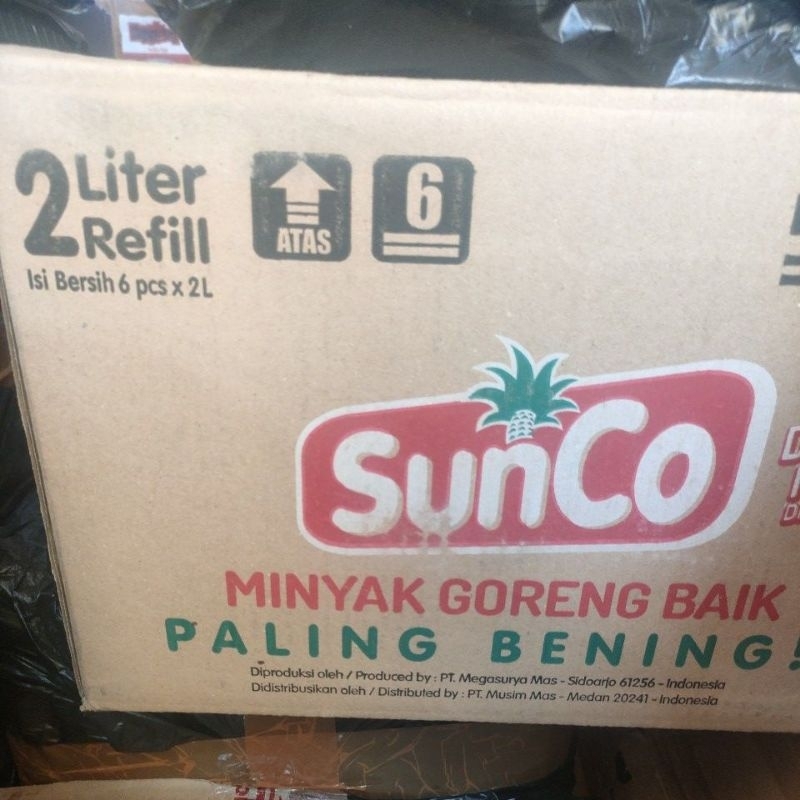 2 Liter
Refill
Isi Bersih 6 pcs x 2L
ATAS
6
SunCo
MINYAK GORENG BAIK
PALING BENING!
Diproduksi oleh / Produced by : PT. Megasurya Mas - Sidoarjo 61256 - Indonesia
Didistribusikan oleh / Distributed by : PT. Musim Mas - Medan 20241 - Indonesia